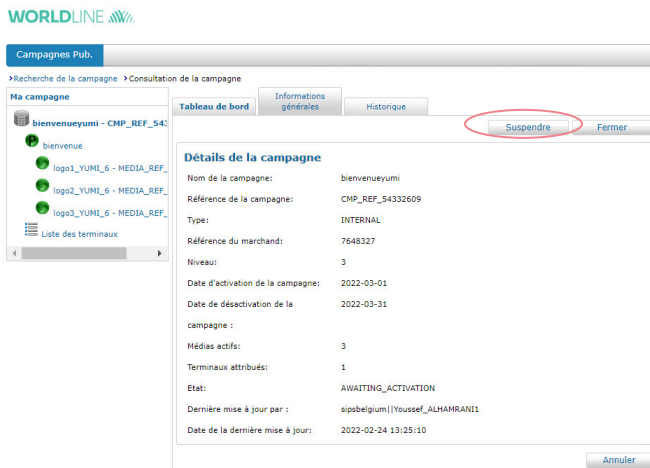 WORLDLINE
Campagnes Pub.
>Recherche de la campagne >Consultation de la campagne
Ma campagne
bienvenueyumi - CMP_REF_543
P bienvenue
logo1_YUMI_6 - MEDIA_REF_
logo2_YUMI_6 - MEDIA_REF_
logo3_YUMI_6 - MEDIA_REF_
Liste des terminaux
Tableau de bord
Informations
générales
Historique
Suspendre Fermer
Détails de la campagne
Nom de la campagne: bienvenueyumi
Référence de la campagne: CMP_REF_54332609
Type: INTERNAL
Référence du marchand: 7648327
Niveau: 3
Date d'activation de la campagne: 2022-03-01
Date de désactivation de la 2022-03-31
campagne :
Médias actifs: 3
Terminaux attribués: 1
Etat: AWAITING_ACTIVATION
Dernière mise à jour par : sipsbelgium||Youssef_ALHAMRANI1
Date de la dernière mise à jour: 2022-02-24 13:25:10
Annuler